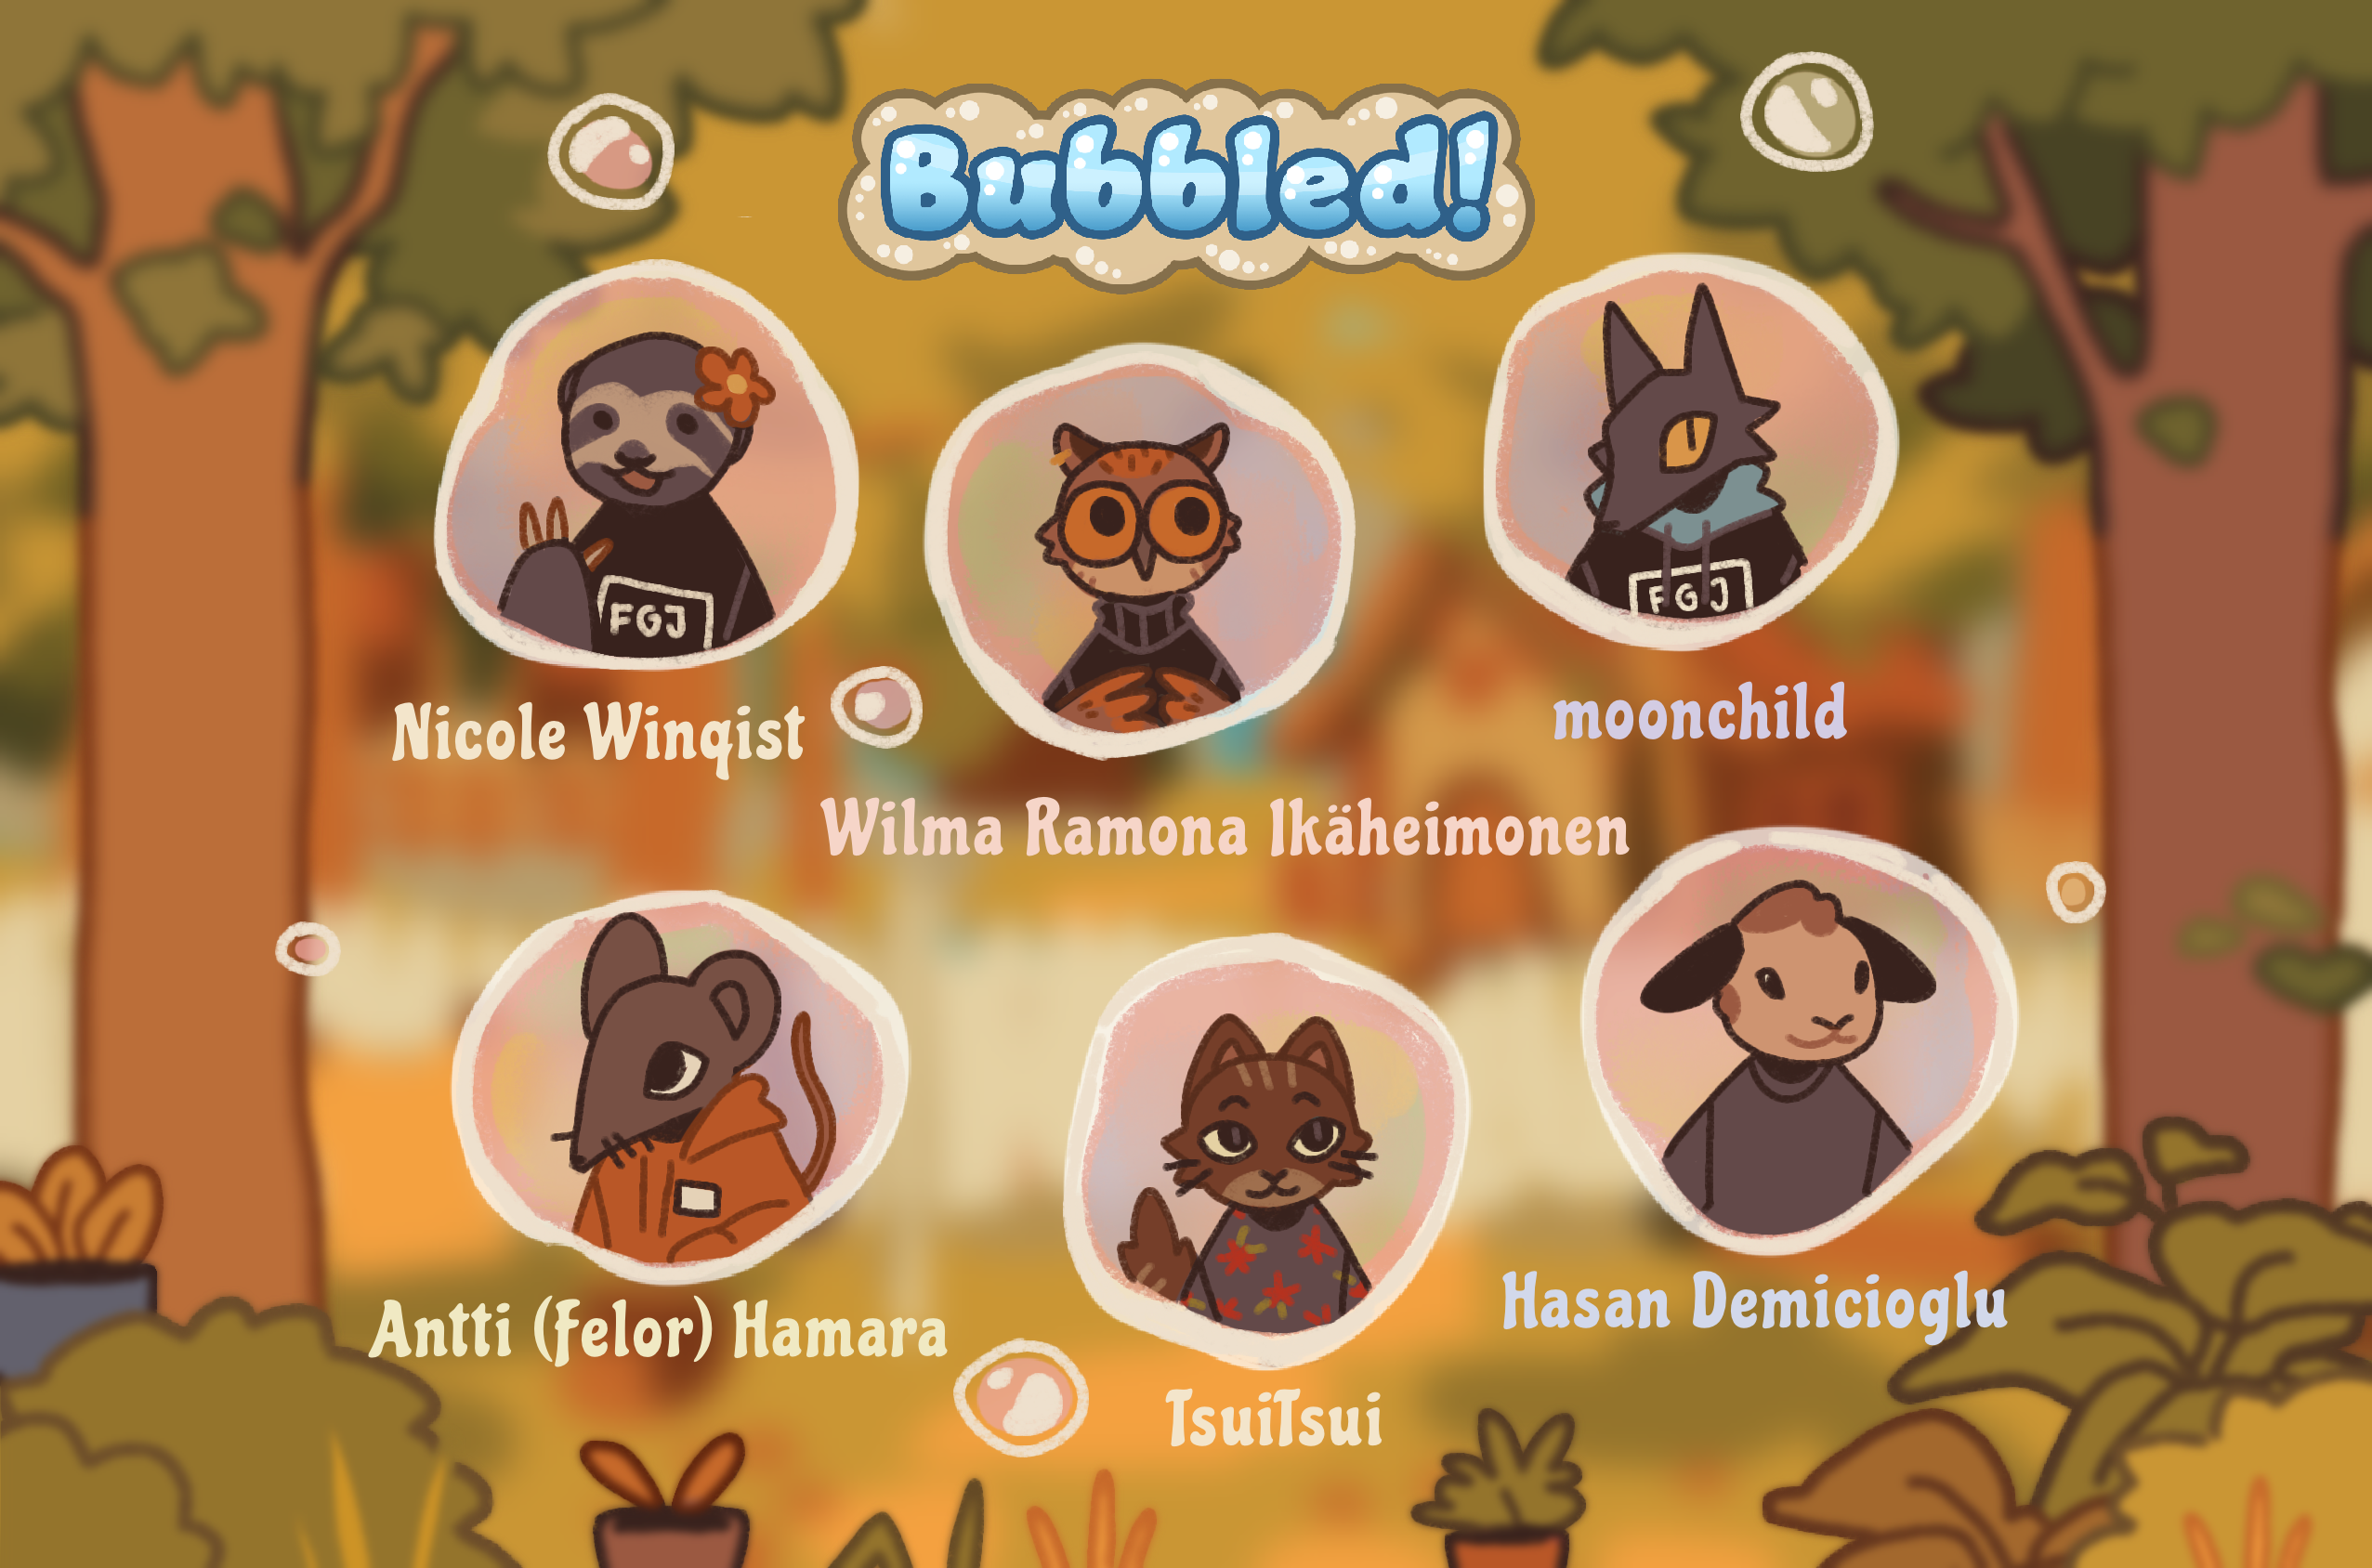 Bubbled!
FGJ
FGJ
Nicole Winqist
moonchild
Wilma Ramona Ikäheimonen
Antti (Felor) Hamara
Hasan Demicioglu
TsuiTsui